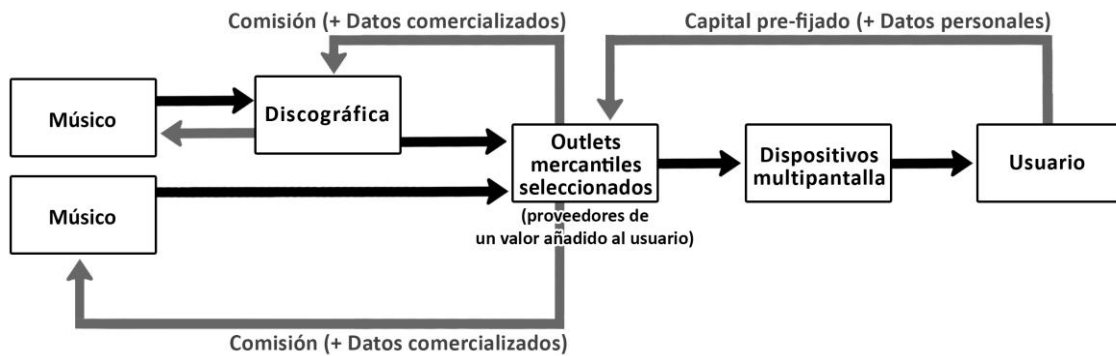 Comisión (+ Datos comercializados)
Capital pre-fijado (+ Datos personales)
Músico
Discográfica
Outlets
mercantiles
seleccionados
(proveedores de
un valor añadido al usuario)
Dispositivos
multipantalla
Usuario
Músico
Comisión (+ Datos comercializados)